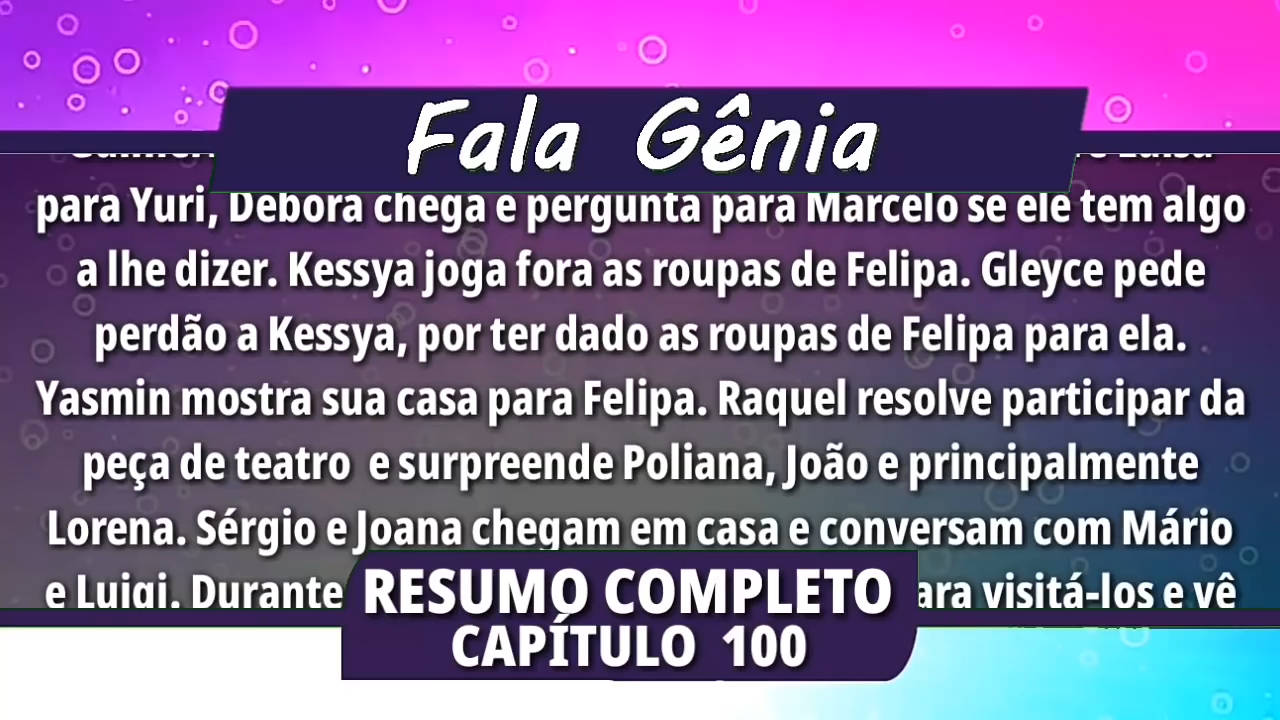 Fala Gênia
para Yuri, Débora chega e pergunta para Marcelo se ele tem algo
a lhe dizer. Kessya joga fora as roupas de Felipa. Gleyce pede
perdão a Kessya, por ter dado as roupas de Felipa para ela.
Yasmin mostra sua casa para Felipa. Raquel resolve participar da
peça de teatro e surpreende Poliana, João e principalmente
Lorena. Sérgio e Joana chegam em casa e conversam com Mário
e Luigi. Durante ara visitá-los e vê
RESUMO COMPLETO
CAPÍTULO 100